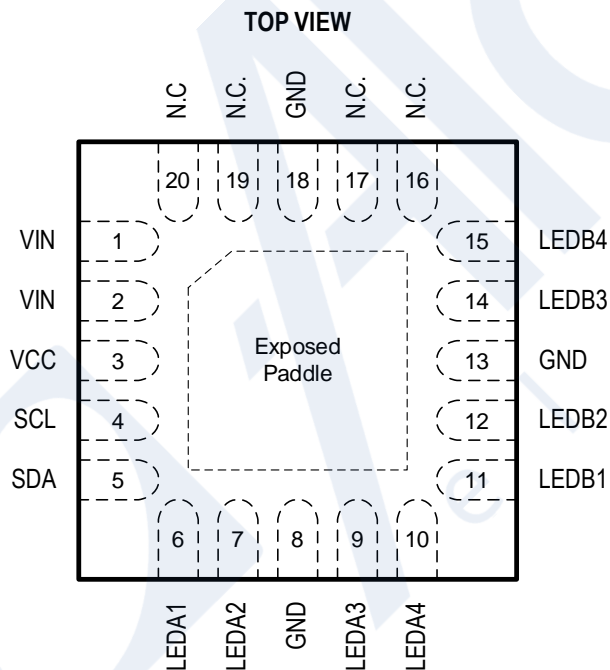 TOP VIEW
N.C
N.C.
GND
N.C.
N.C.
20
19
18
17
16
VIN
1
15
LEDB4
VIN
2
14
LEDB3
VCC
3
Exposed
Paddle
13
GND
SCL
4
12
LEDB2
SDA
5
11
LEDB1
6
7
8
9
10
LEDA1
LEDA2
GND
LEDA3
LEDA4